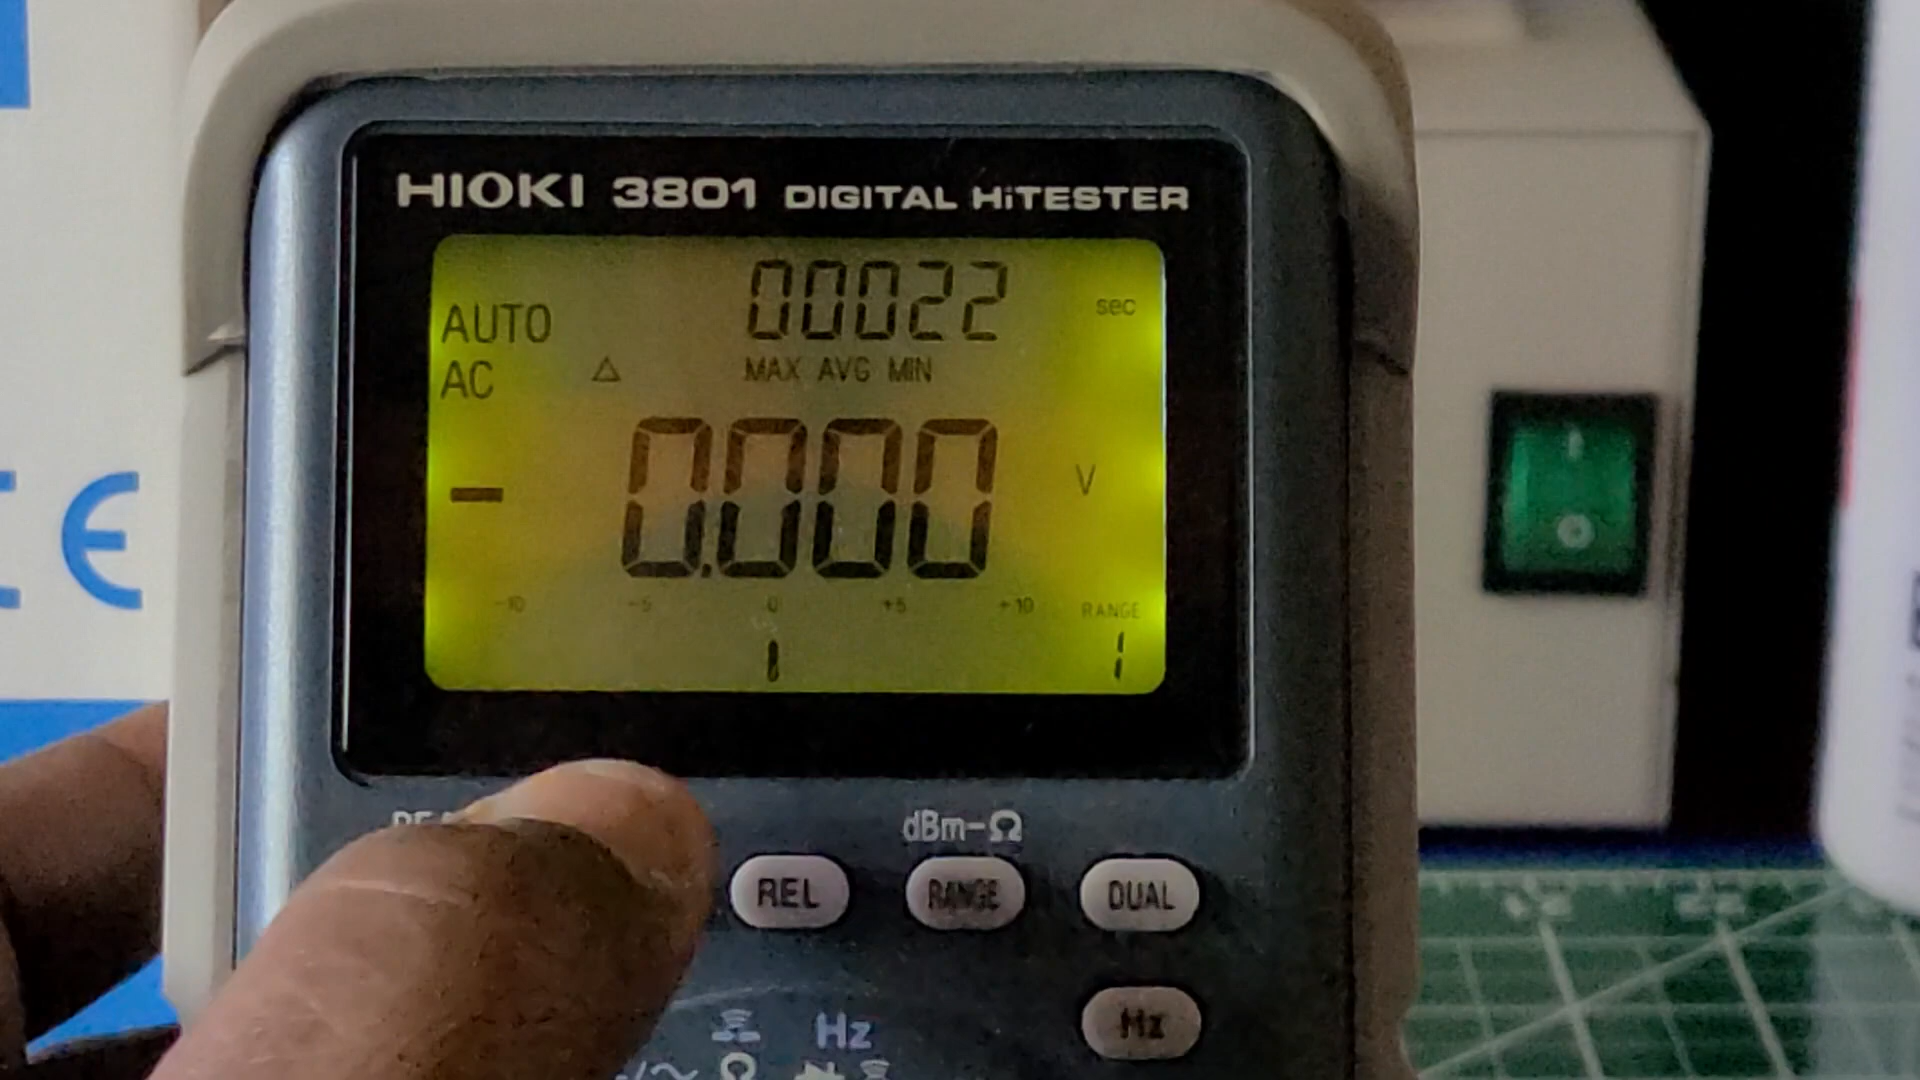 HIOKI 3801 DIGITAL HiTESTER
00022 sec
AUTO
AC △ MAX AVG MIN
- 0.000 V
-10 -5 0 +5 +10 RANGE
1
CE
dBm-Ω
REL RANGE DUAL
Hz
Hz
Ω